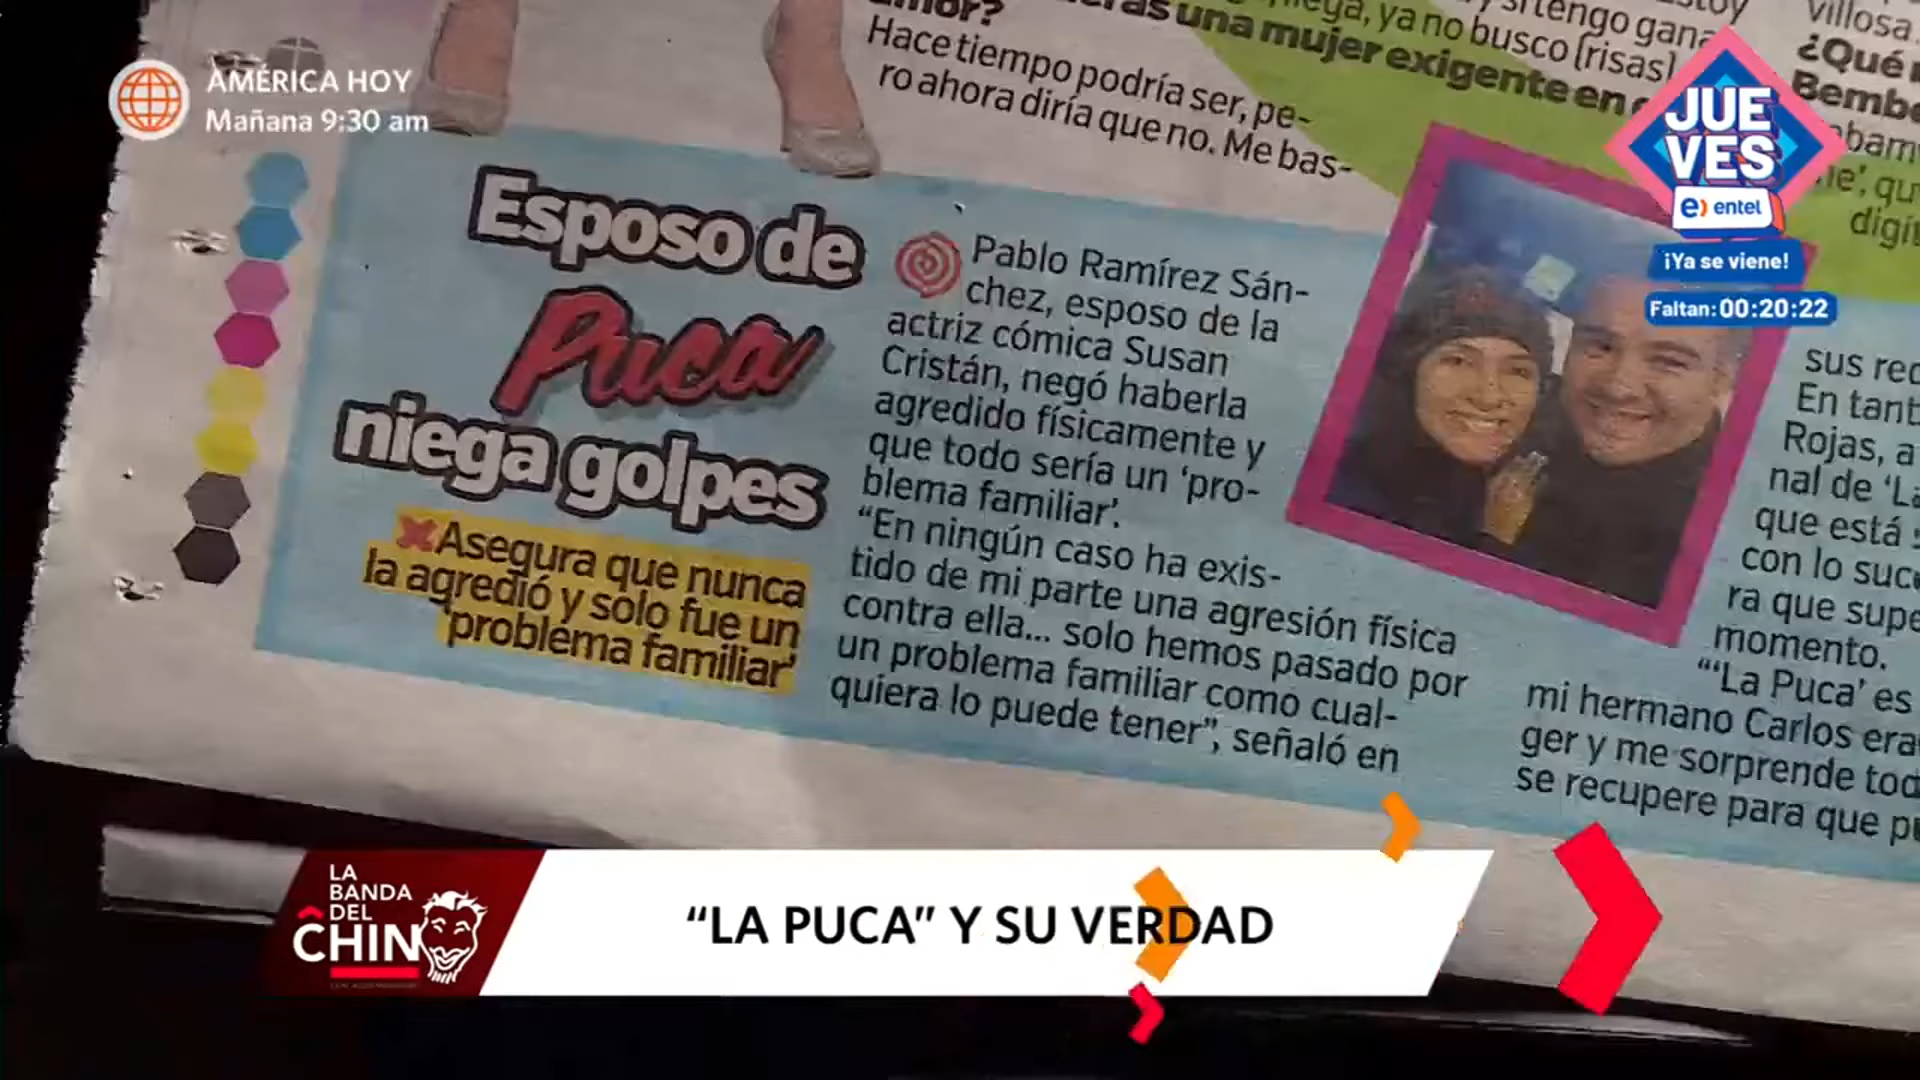 AMÉRICA HOY
Mañana 9:30 am
JUE
VES
entel
¡Ya se viene!
Faltan: 00:20:22
Hace tiempo podría ser, pe-
ro ahora diría que no. Me bas-
una mujer exigente en
ya no busco (risas)
¿Qué
Esposo de
Puca
niega golpes
Asegura que nunca
la agredió y solo fue un
'problema familiar'
Pablo Ramírez Sán-
chez, esposo de la
actriz cómica Susan
Cristán, negó haberla
agredido físicamente y
que todo sería un 'pro-
blema familiar'.
“En ningún caso ha exis-
tido de mi parte una agresión física
contra ella... solo hemos pasado por
un problema familiar como cual-
quiera lo puede tener”, señaló en
sus
En
Rojas, a
nal de
que está
con lo
ra que
momento.
“‘La Puca’ es
mi hermano Carlos
ger y me sorprende
se recupere para que
LA
BANDA
DEL
CHINO
“LA PUCA” Y SU VERDAD